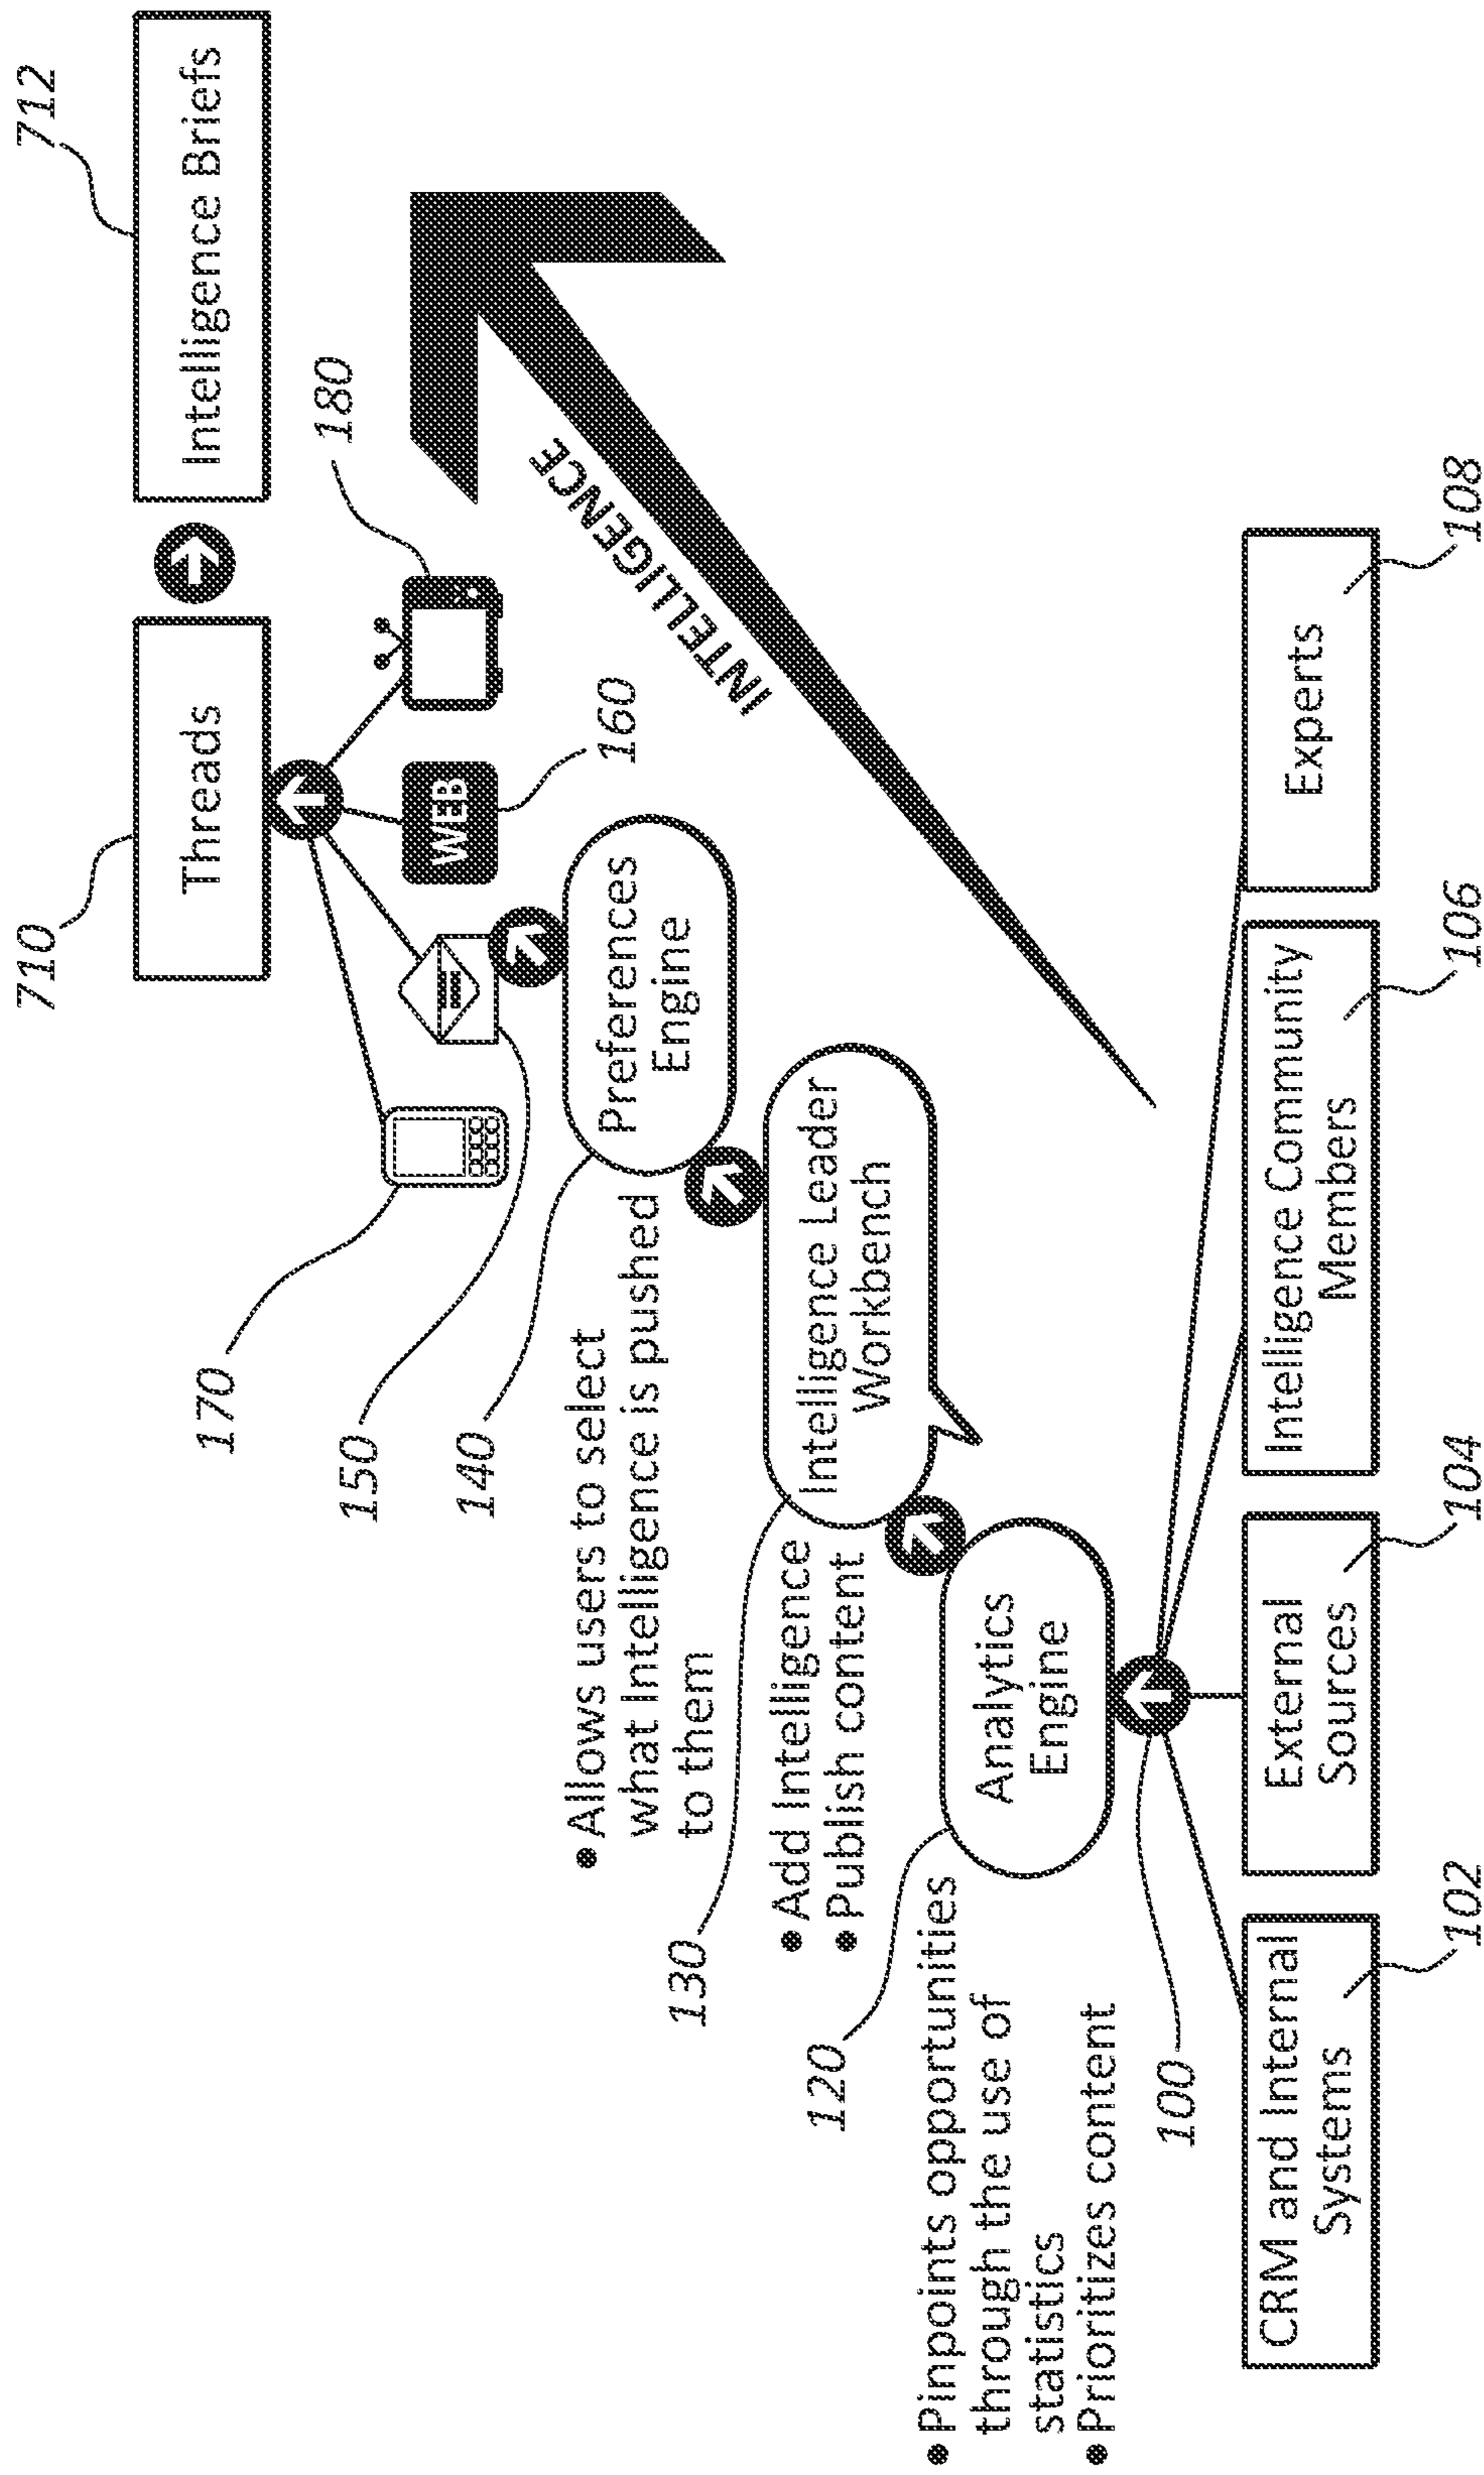 710
712
Threads
Intelligence Briefs
170
150
140
180
WEB
160
• Allows users to select
what Intelligence is pushed
to them
Preferences
Engine
INTELLIGENCE
130
• Add Intelligence
• Publish content
Intelligence Leader
Workbench
120
• Pinpoints opportunities
through the use of
statistics
• Prioritizes content
Analytics
Engine
100
CRM and Internal
Systems
External
Sources
Intelligence Community
Members
Experts
102
104
106
108